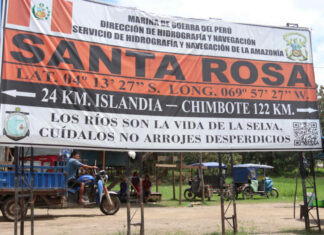 MARINA DE GUERRA DEL PERÚ
DIRECCIÓN DE HIDROGRAFÍA Y NAVEGACIÓN
SERVICIO DE HIDROGRAFÍA Y NAVEGACIÓN DE LA AMAZONÍA
SANTA ROSA
LAT. 04° 13' 27" S. LONG. 069° 57' 27" W.
24 KM. ISLANDIA — CHIMBOTE 122 KM.
LOS RÍOS SON LA VIDA DE LA SELVA,
CUÍDALOS NO ARROJES DESPERDICIOS